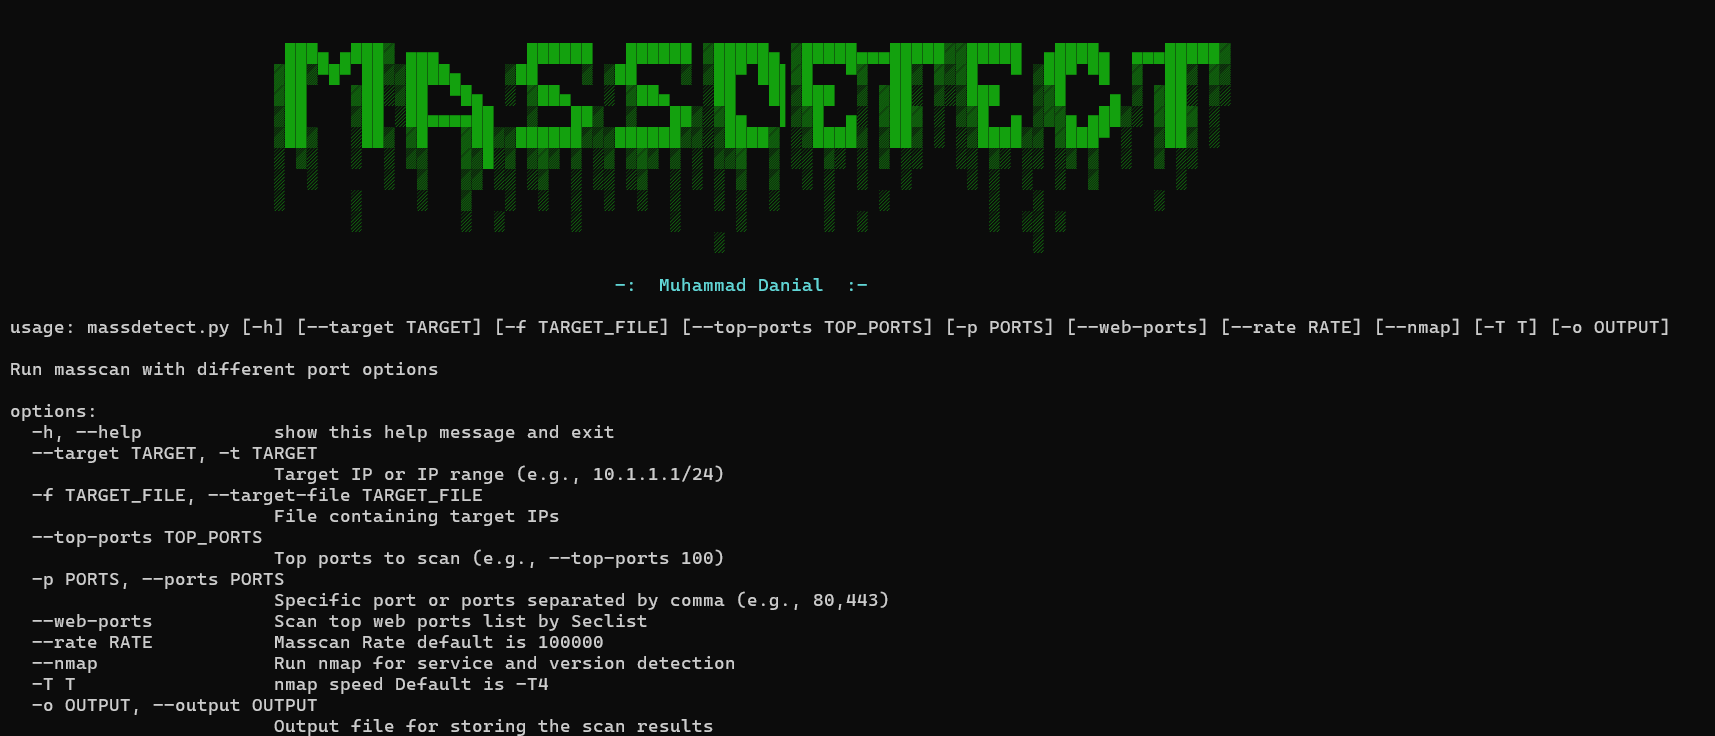 MASSDETECT
-:  Muhammad Danial  :-
usage: massdetect.py [-h] [--target TARGET] [-f TARGET_FILE] [--top-ports TOP_PORTS] [-p PORTS] [--web-ports] [--rate RATE] [--nmap] [-T T] [-o OUTPUT]
Run masscan with different port options
options:
  -h, --help            show this help message and exit
  --target TARGET, -t TARGET
                        Target IP or IP range (e.g., 10.1.1.1/24)
  -f TARGET_FILE, --target-file TARGET_FILE
                        File containing target IPs
  --top-ports TOP_PORTS
                        Top ports to scan (e.g., --top-ports 100)
  -p PORTS, --ports PORTS
                        Specific port or ports separated by comma (e.g., 80,443)
  --web-ports           Scan top web ports list by Seclist
  --rate RATE           Masscan Rate default is 100000
  --nmap                Run nmap for service and version detection
  -T T                  nmap speed Default is -T4
  -o OUTPUT, --output OUTPUT
                        Output file for storing the scan results